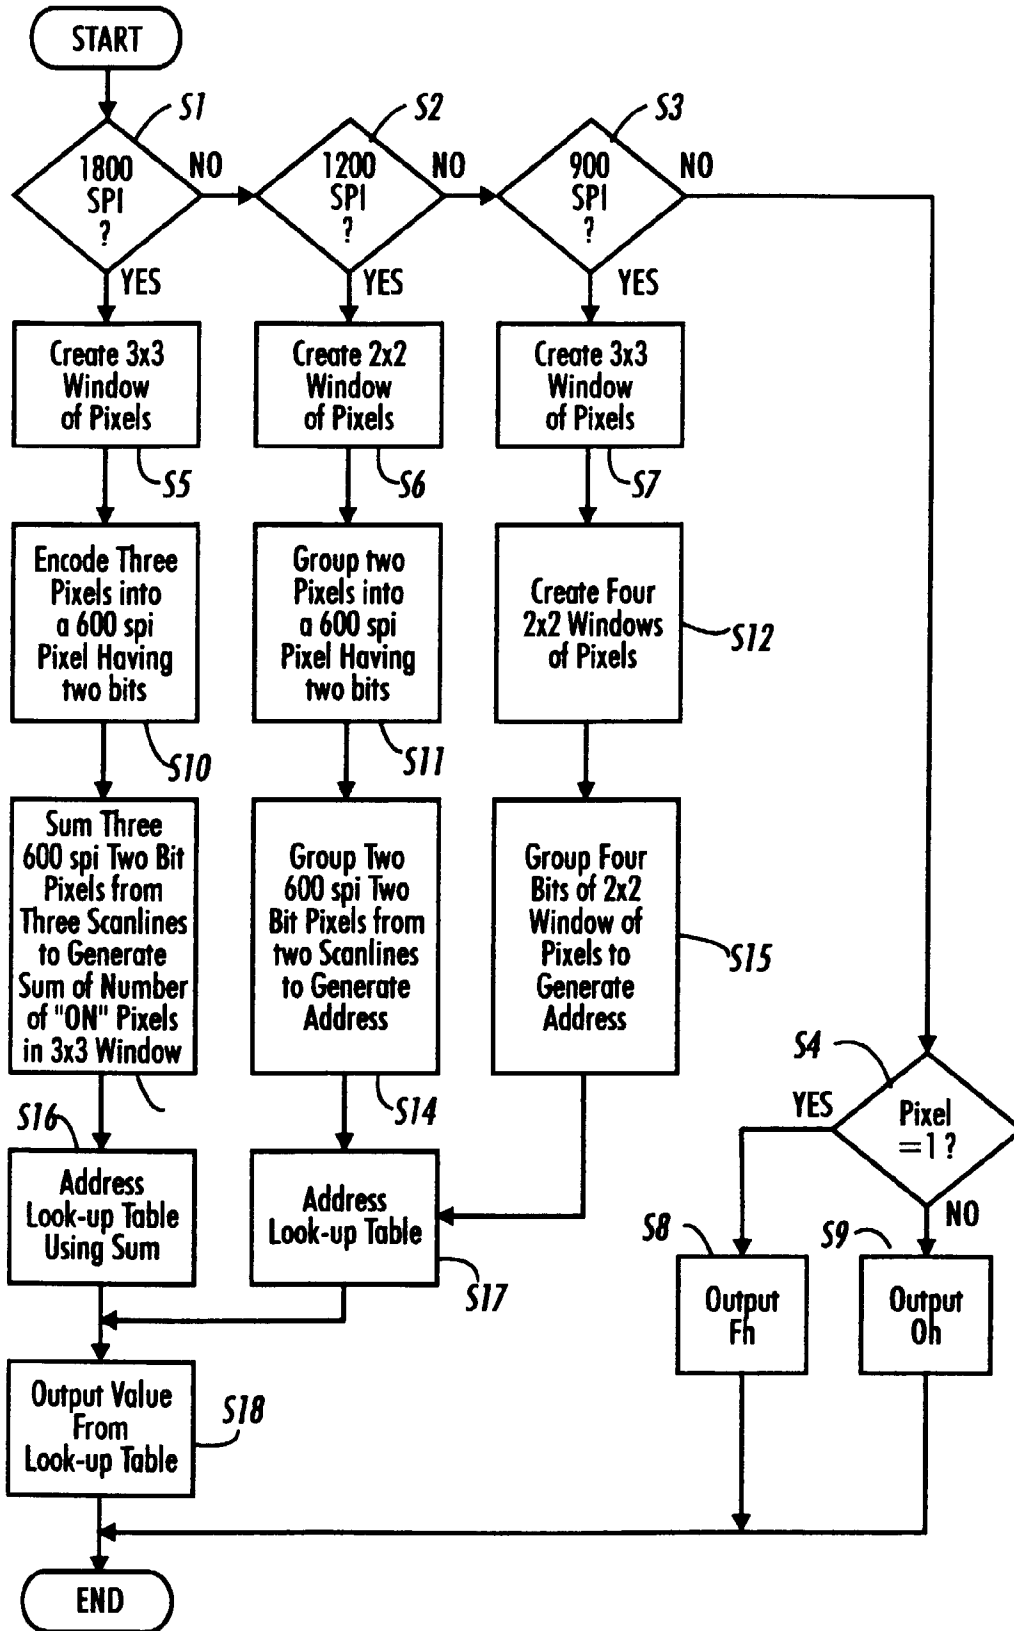 START
S1
S2
S3
1800
SPI
?
NO
1200
SPI
?
NO
900
SPI
?
NO
YES
YES
YES
Create 3x3
Window
of Pixels
Create 2x2
Window
of Pixels
Create 3x3
Window
of Pixels
S5
S6
S7
Encode Three
Pixels into
a 600 spi
Pixel Having
two bits
Group two
Pixels into
a 600 spi
Pixel Having
two bits
Create Four
2x2 Windows
of Pixels
S12
S10
S11
Sum Three
600 spi Two Bit
Pixels from
Three Scanlines
to Generate
Sum of Number
of "ON" Pixels
in 3x3 Window
Group Two
600 spi Two
Bit Pixels from
two Scanlines
to Generate
Address
Group Four
Bits of 2x2
Window of
Pixels to
Generate
Address
S15
S4
YES
Pixel
=1 ?
NO
S16
S14
Address
Look-up Table
Using Sum
Address
Look-up Table
S17
S8
S9
Output
Fh
Output
0h
Output Value
From
Look-up Table
S18
END